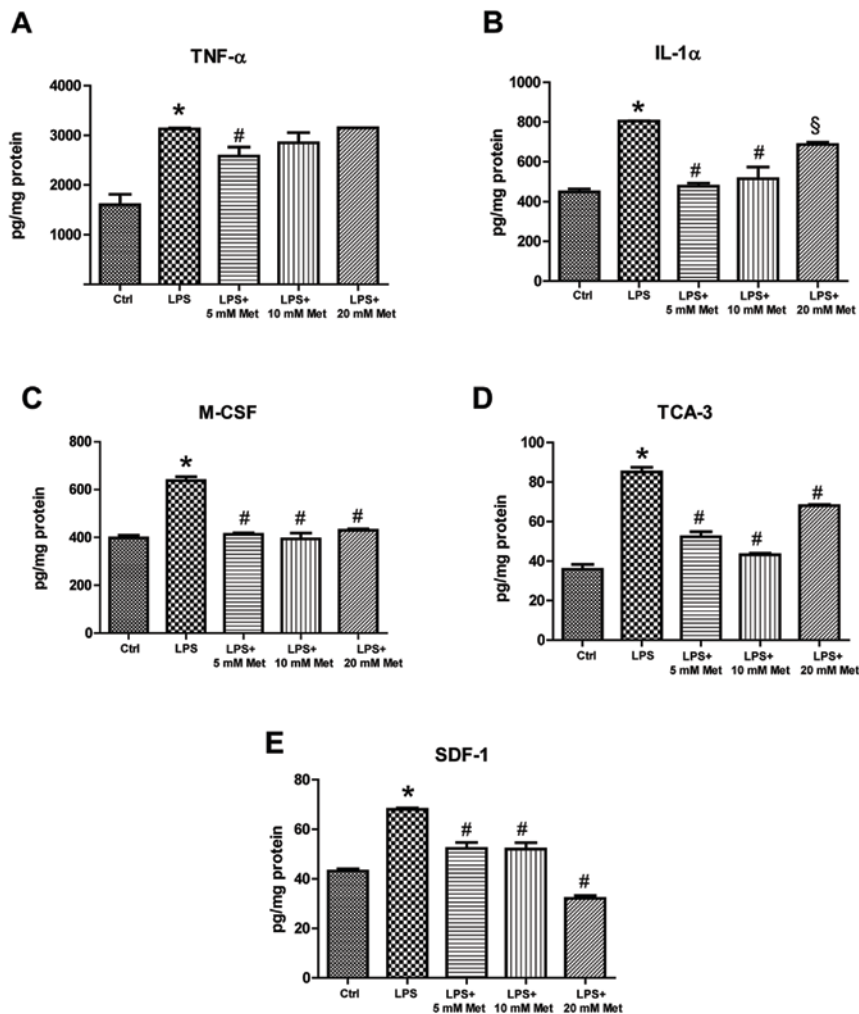 A
TNF-α
pg/mg protein
4000
3000
2000
1000
*
#
Ctrl
LPS
LPS+
5 mM Met
LPS+
10 mM Met
LPS+
20 mM Met
B
IL-1α
pg/mg protein
800
600
400
200
0
*
#
#
§
Ctrl
LPS
LPS+
5 mM Met
LPS+
10 mM Met
LPS+
20 mM Met
C
M-CSF
pg/mg protein
800
600
400
200
0
*
#
#
#
Ctrl
LPS
LPS+
5 mM Met
LPS+
10 mM Met
LPS+
20 mM Met
D
TCA-3
pg/mg protein
100
80
60
40
20
0
*
#
#
#
Ctrl
LPS
LPS+
5 mM Met
LPS+
10 mM Met
LPS+
20 mM Met
E
SDF-1
pg/mg protein
80
60
40
20
0
*
#
#
#
Ctrl
LPS
LPS+
5 mM Met
LPS+
10 mM Met
LPS+
20 mM Met